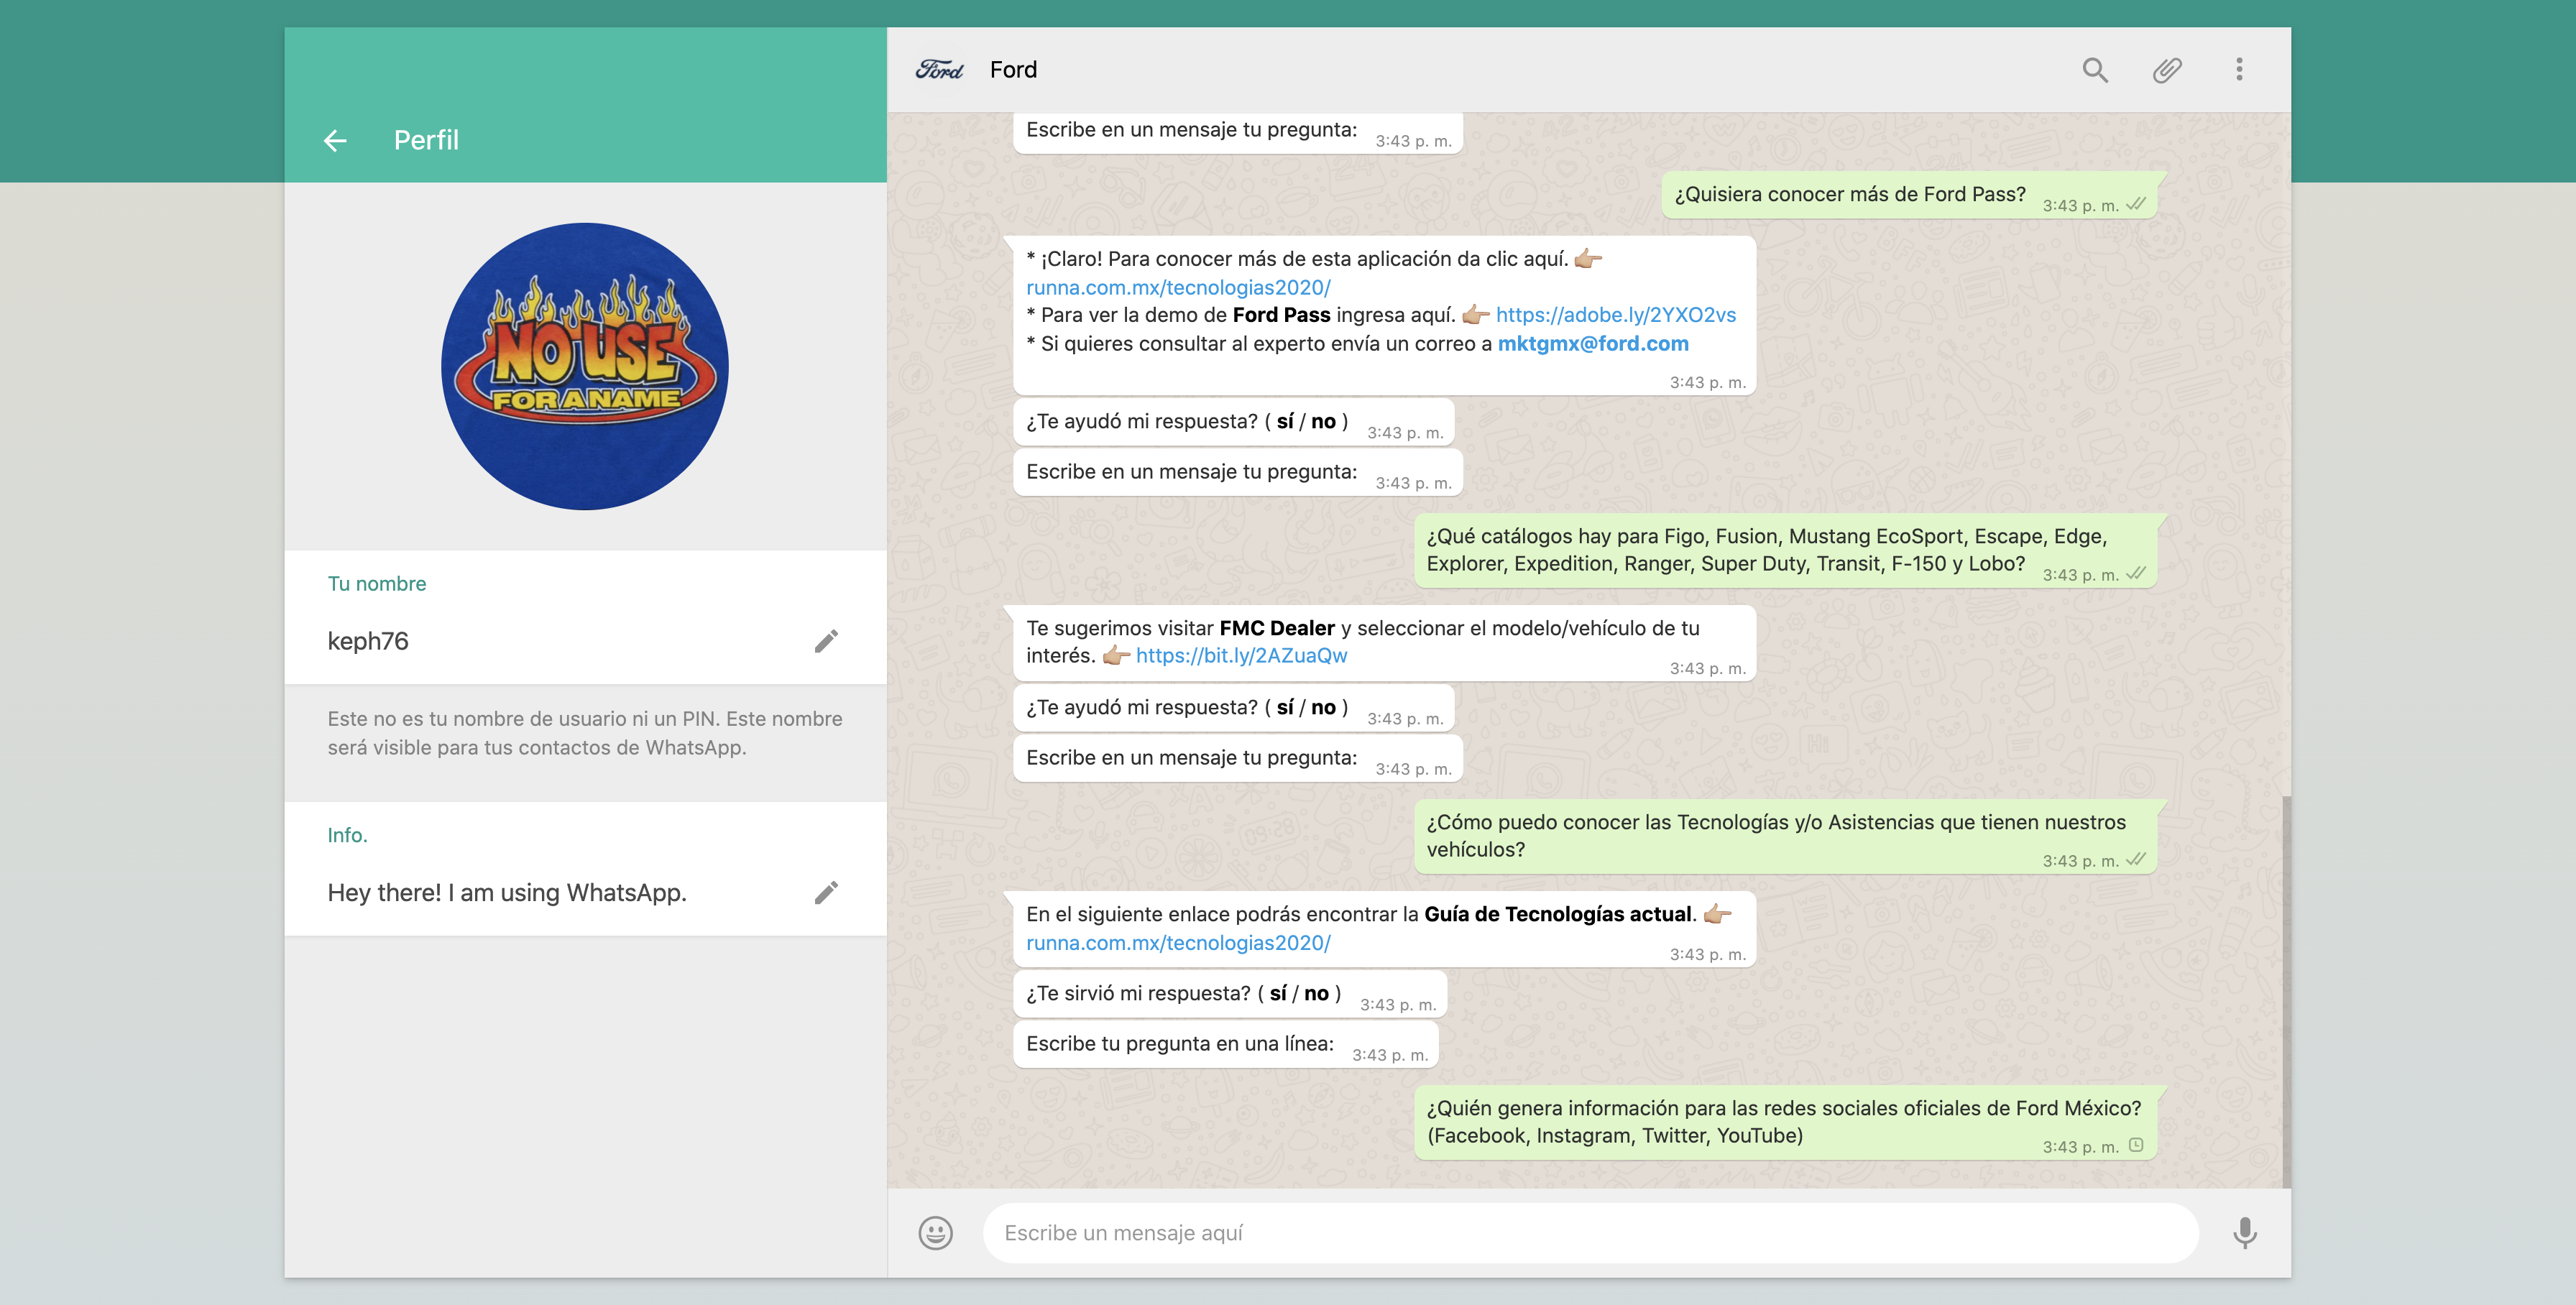 Perfil
NO USE
FOR A NAME
Tu nombre
keph76
Este no es tu nombre de usuario ni un PIN. Este nombre
será visible para tus contactos de WhatsApp.
Info.
Hey there! I am using WhatsApp.
Ford
Ford
Escribe en un mensaje tu pregunta:
3:43 p. m.
¿Quisiera conocer más de Ford Pass?
3:43 p. m.
* ¡Claro! Para conocer más de esta aplicación da clic aquí. 👉🏼
runna.com.mx/tecnologias2020/
* Para ver la demo de Ford Pass ingresa aquí. 👉🏼 https://adobe.ly/2YXO2vs
* Si quieres consultar al experto envía un correo a mktgmx@ford.com
3:43 p. m.
¿Te ayudó mi respuesta? ( sí / no )
3:43 p. m.
Escribe en un mensaje tu pregunta:
3:43 p. m.
¿Qué catálogos hay para Figo, Fusion, Mustang EcoSport, Escape, Edge,
Explorer, Expedition, Ranger, Super Duty, Transit, F-150 y Lobo?
3:43 p. m.
Te sugerimos visitar FMC Dealer y seleccionar el modelo/vehículo de tu
interés. 👉🏼 https://bit.ly/2AZuaQw
3:43 p. m.
¿Te ayudó mi respuesta? ( sí / no )
3:43 p. m.
Escribe en un mensaje tu pregunta:
3:43 p. m.
¿Cómo puedo conocer las Tecnologías y/o Asistencias que tienen nuestros
vehículos?
3:43 p. m.
En el siguiente enlace podrás encontrar la Guía de Tecnologías actual. 👉🏼
runna.com.mx/tecnologias2020/
3:43 p. m.
¿Te sirvió mi respuesta? ( sí / no )
3:43 p. m.
Escribe tu pregunta en una línea:
3:43 p. m.
¿Quién genera información para las redes sociales oficiales de Ford México?
(Facebook, Instagram, Twitter, YouTube)
3:43 p. m.
Escribe un mensaje aquí